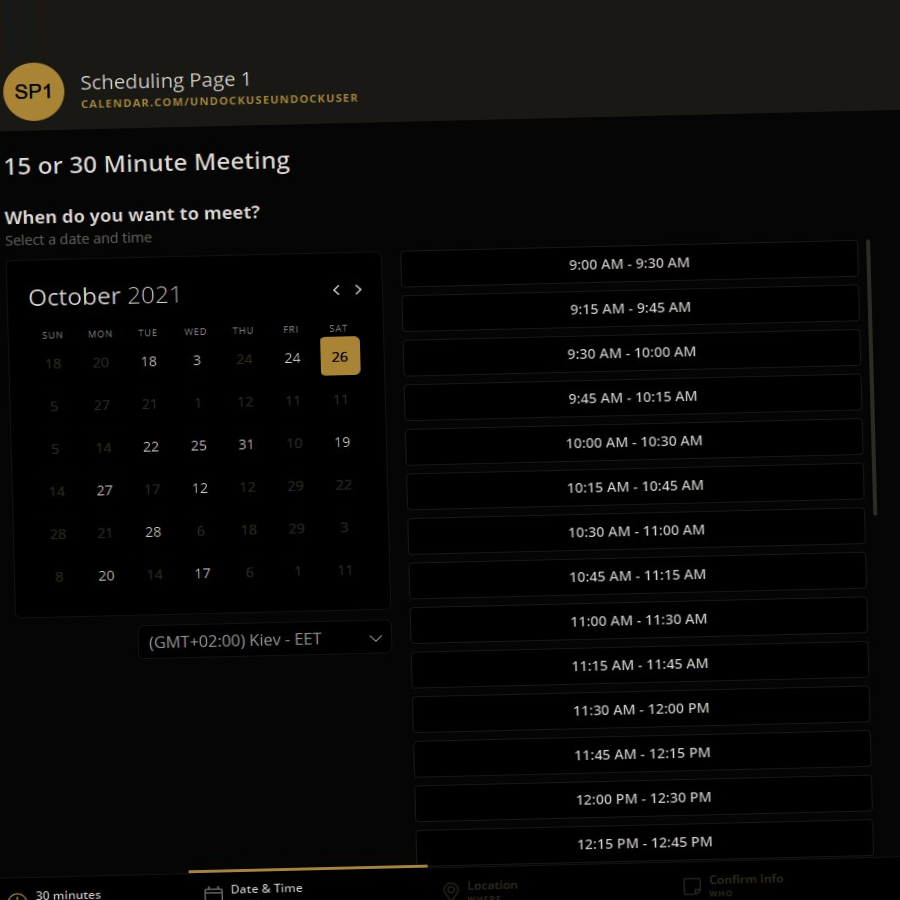 SP1
Scheduling Page 1
CALENDAR.COM/UNDOCKUSEUNDOCKUSER
15 or 30 Minute Meeting
When do you want to meet?
Select a date and time
October 2021
SUN MON TUE WED THU FRI SAT
18 20 18 3 24 24 26
5 27 21 1 12 11 11
5 14 22 25 31 10 19
14 27 17 12 12 29 22
28 21 28 6 18 29 3
8 20 14 17 6 1 11
(GMT+02:00) Kiev - EET
9:00 AM - 9:30 AM
9:15 AM - 9:45 AM
9:30 AM - 10:00 AM
9:45 AM - 10:15 AM
10:00 AM - 10:30 AM
10:15 AM - 10:45 AM
10:30 AM - 11:00 AM
10:45 AM - 11:15 AM
11:00 AM - 11:30 AM
11:15 AM - 11:45 AM
11:30 AM - 12:00 PM
11:45 AM - 12:15 PM
12:00 PM - 12:30 PM
12:15 PM - 12:45 PM
30 minutes
Date & Time
Location
WHERE
Confirm Info
WHO